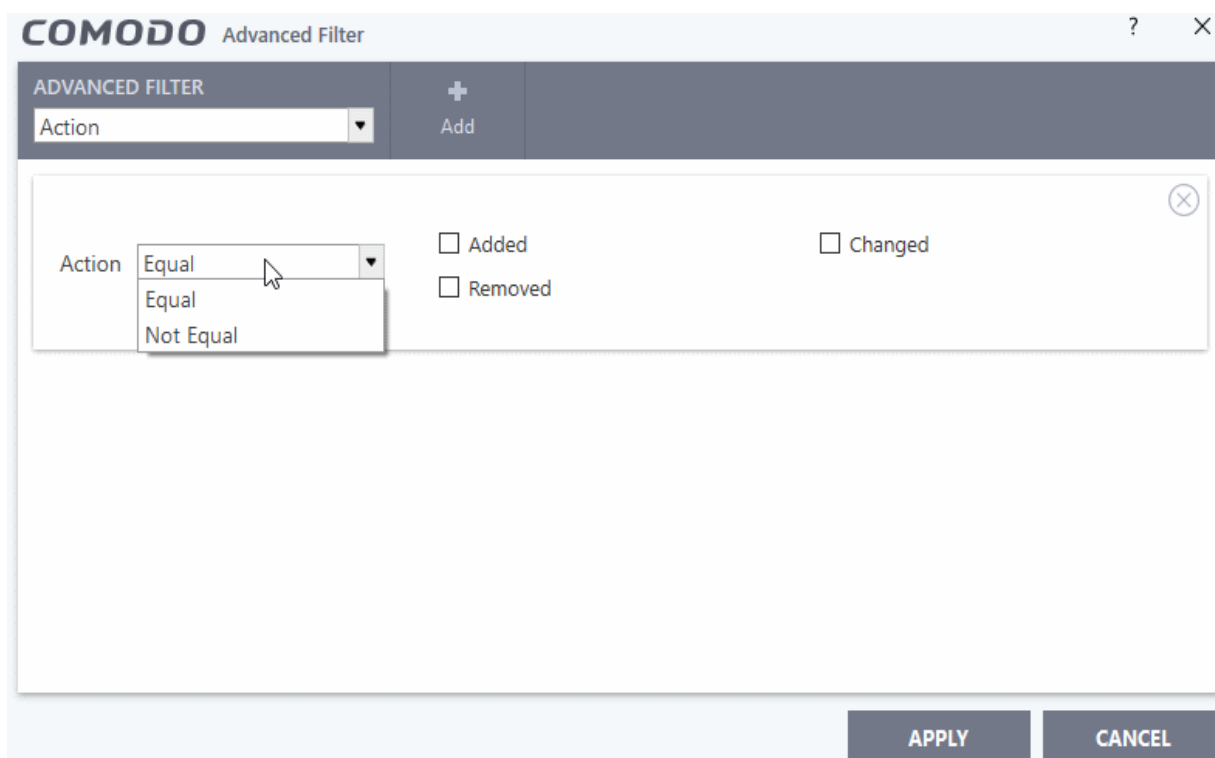 COMODO Advanced Filter ?
ADVANCED FILTER
Action
Add
Action Equal
Equal
Not Equal
Added
Changed
Removed
APPLY
CANCEL